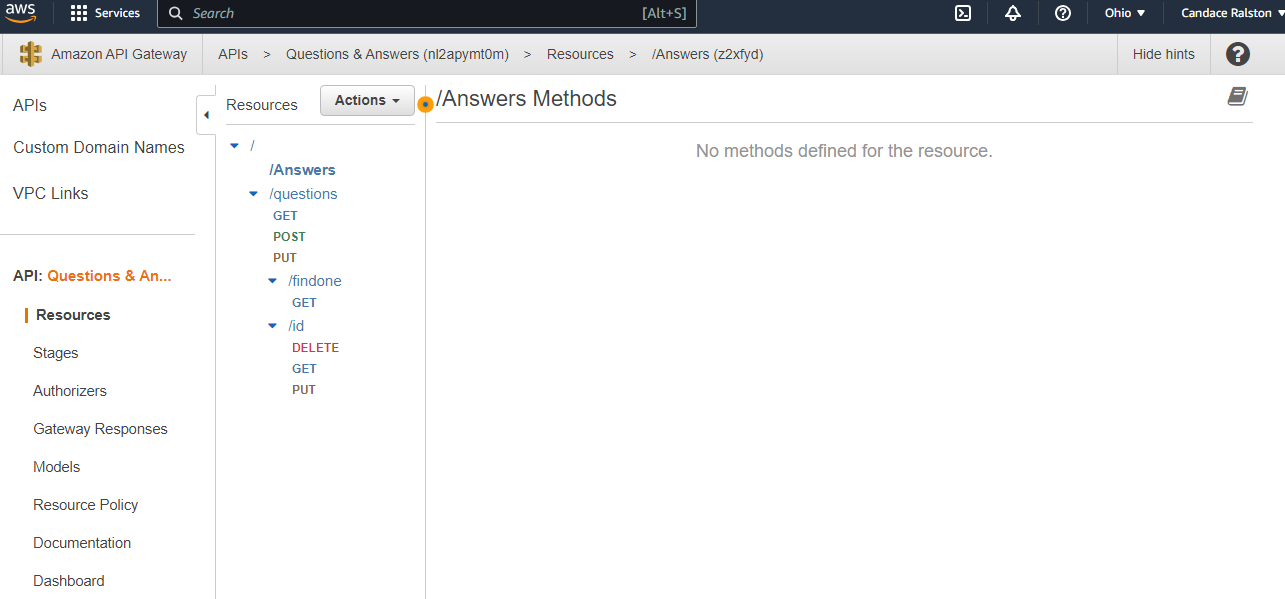 aws Services Search [Alt+S] Ohio Candace Ralston
Amazon API Gateway APIs > Questions & Answers (nl2apymt0m) > Resources > /Answers (z2xfyd) Hide hints ?
APIs
Custom Domain Names
VPC Links
API: Questions & An...
Resources
Stages
Authorizers
Gateway Responses
Models
Resource Policy
Documentation
Dashboard
Resources Actions
/
/Answers
/questions
GET
POST
PUT
/findone
GET
/id
DELETE
GET
PUT
/Answers Methods
No methods defined for the resource.